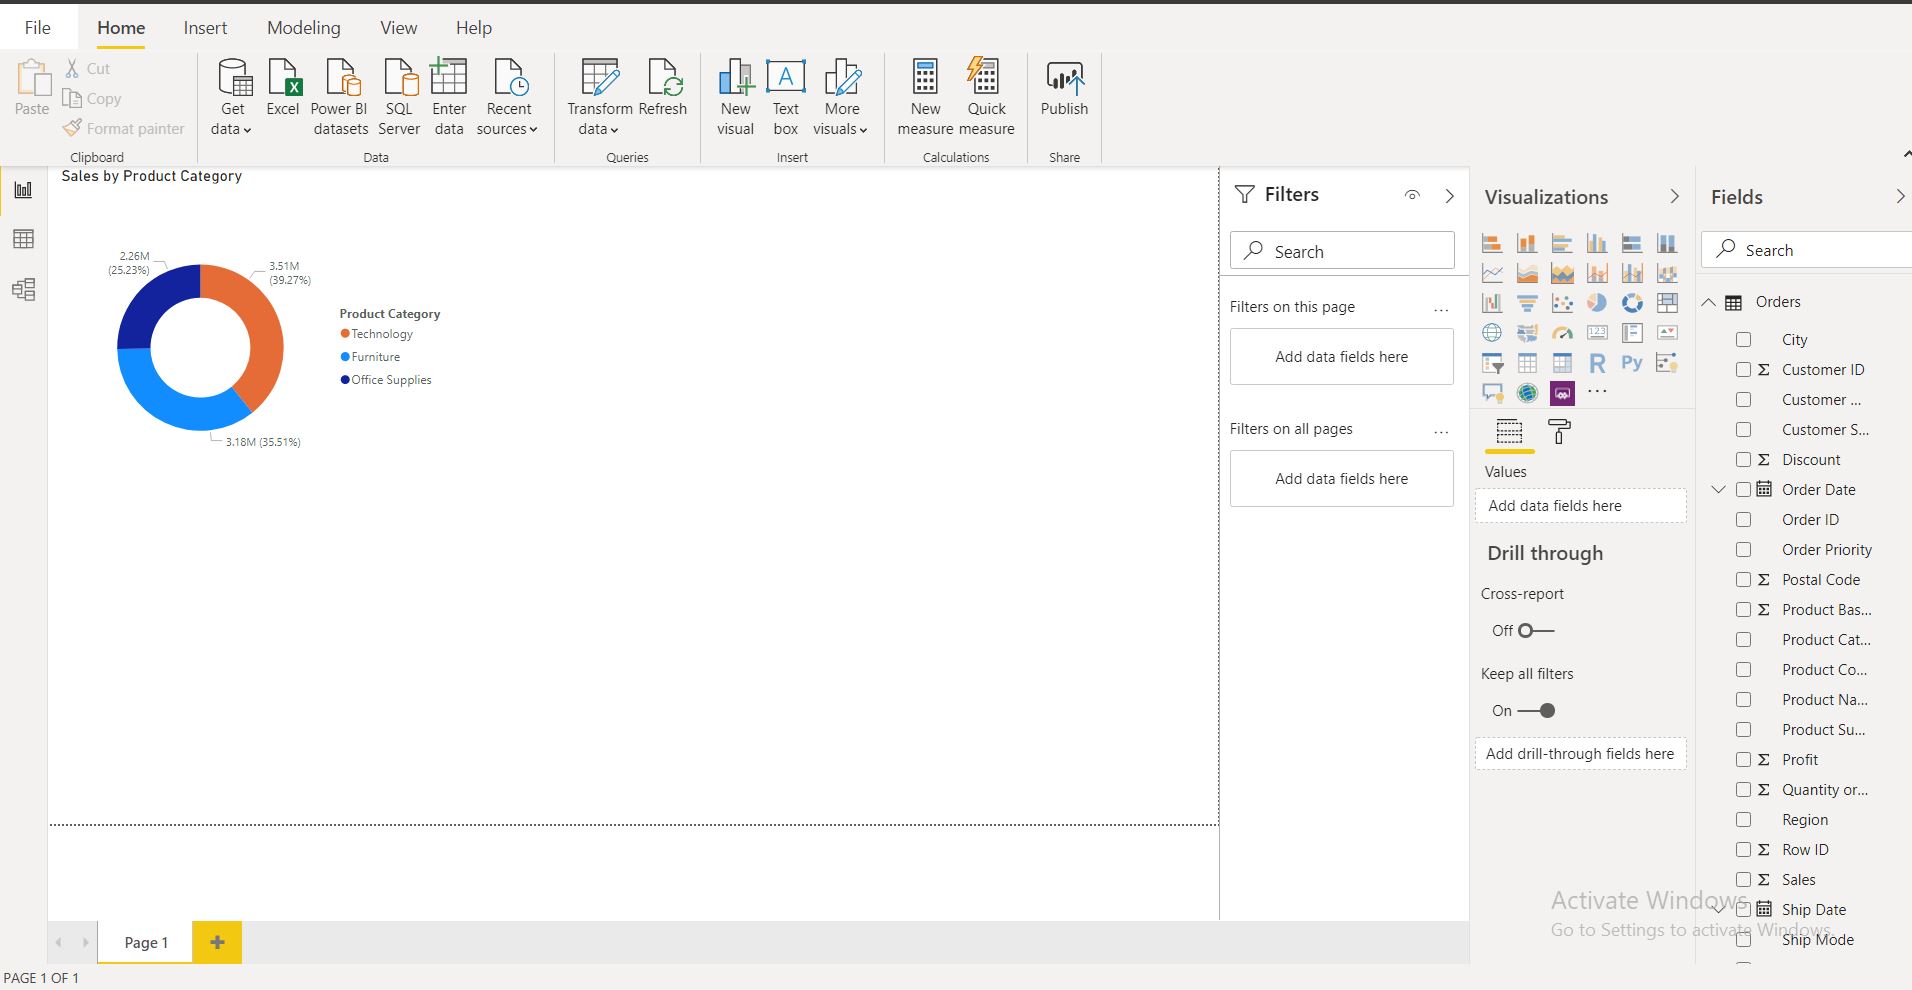 File Home Insert Modeling View Help
Paste
Cut
Copy
Format painter
Clipboard
Get data
Excel
Power BI datasets
SQL Server
Enter data
Recent sources
Data
Transform data
Refresh
Queries
New visual
Text box
More visuals
Insert
New measure
Quick measure
Calculations
Publish
Share
Sales by Product Category
2.26M
(25.23%)
3.51M
(39.27%)
3.18M (35.51%)
Product Category
Technology
Furniture
Office Supplies
Filters
Search
Filters on this page ...
Add data fields here
Filters on all pages ...
Add data fields here
Visualizations
123
R
Py
...
Values
Add data fields here
Drill through
Cross-report
Off
Keep all filters
On
Add drill-through fields here
Fields
Search
Orders
City
Σ Customer ID
Customer ...
Customer S...
Σ Discount
Order Date
Order ID
Order Priority
Σ Postal Code
Σ Product Bas...
Product Cat...
Product Co...
Product Na...
Product Su...
Σ Profit
Σ Quantity or...
Region
Σ Row ID
Σ Sales
Ship Date
Ship Mode
Activate Windows
Go to Settings to activate Windows.
Page 1
PAGE 1 OF 1